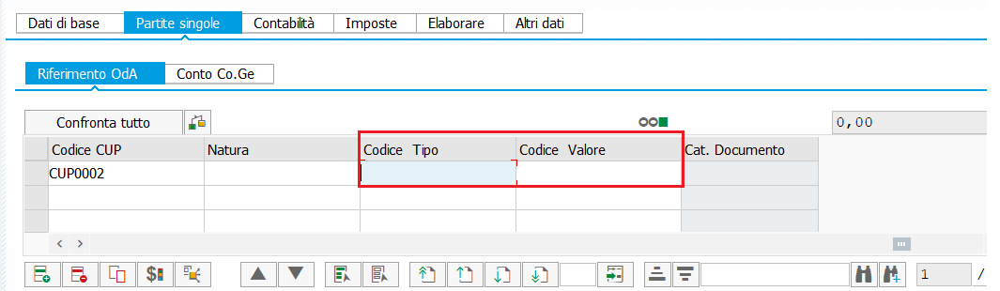 Dati di base Partite singole Contabilità Imposte Elaborare Altri dati
Riferimento OdA Conto Co.Ge
Confronta tutto 0,00
Codice CUP Natura Codice Tipo Codice Valore Cat. Documento
CUP0002
1 /